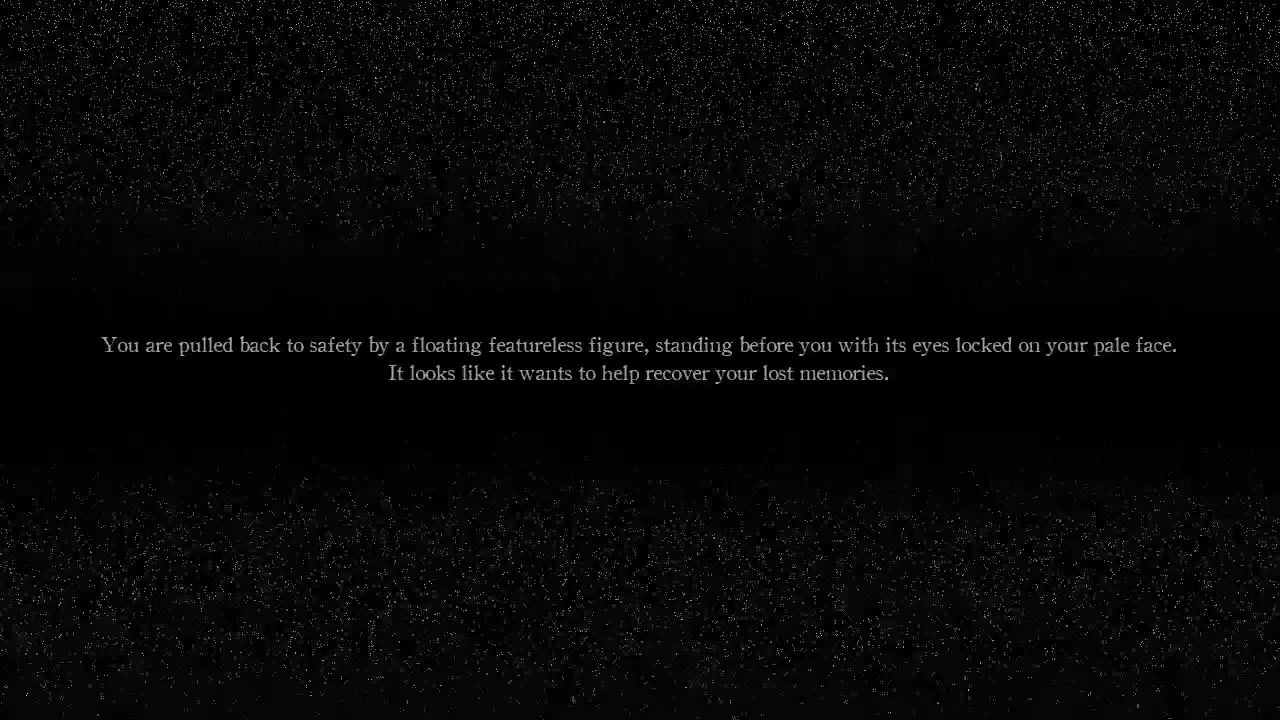 You are pulled back to safety by a floating featureless figure, standing before you with its eyes locked on your pale face.
It looks like it wants to help recover your lost memories.